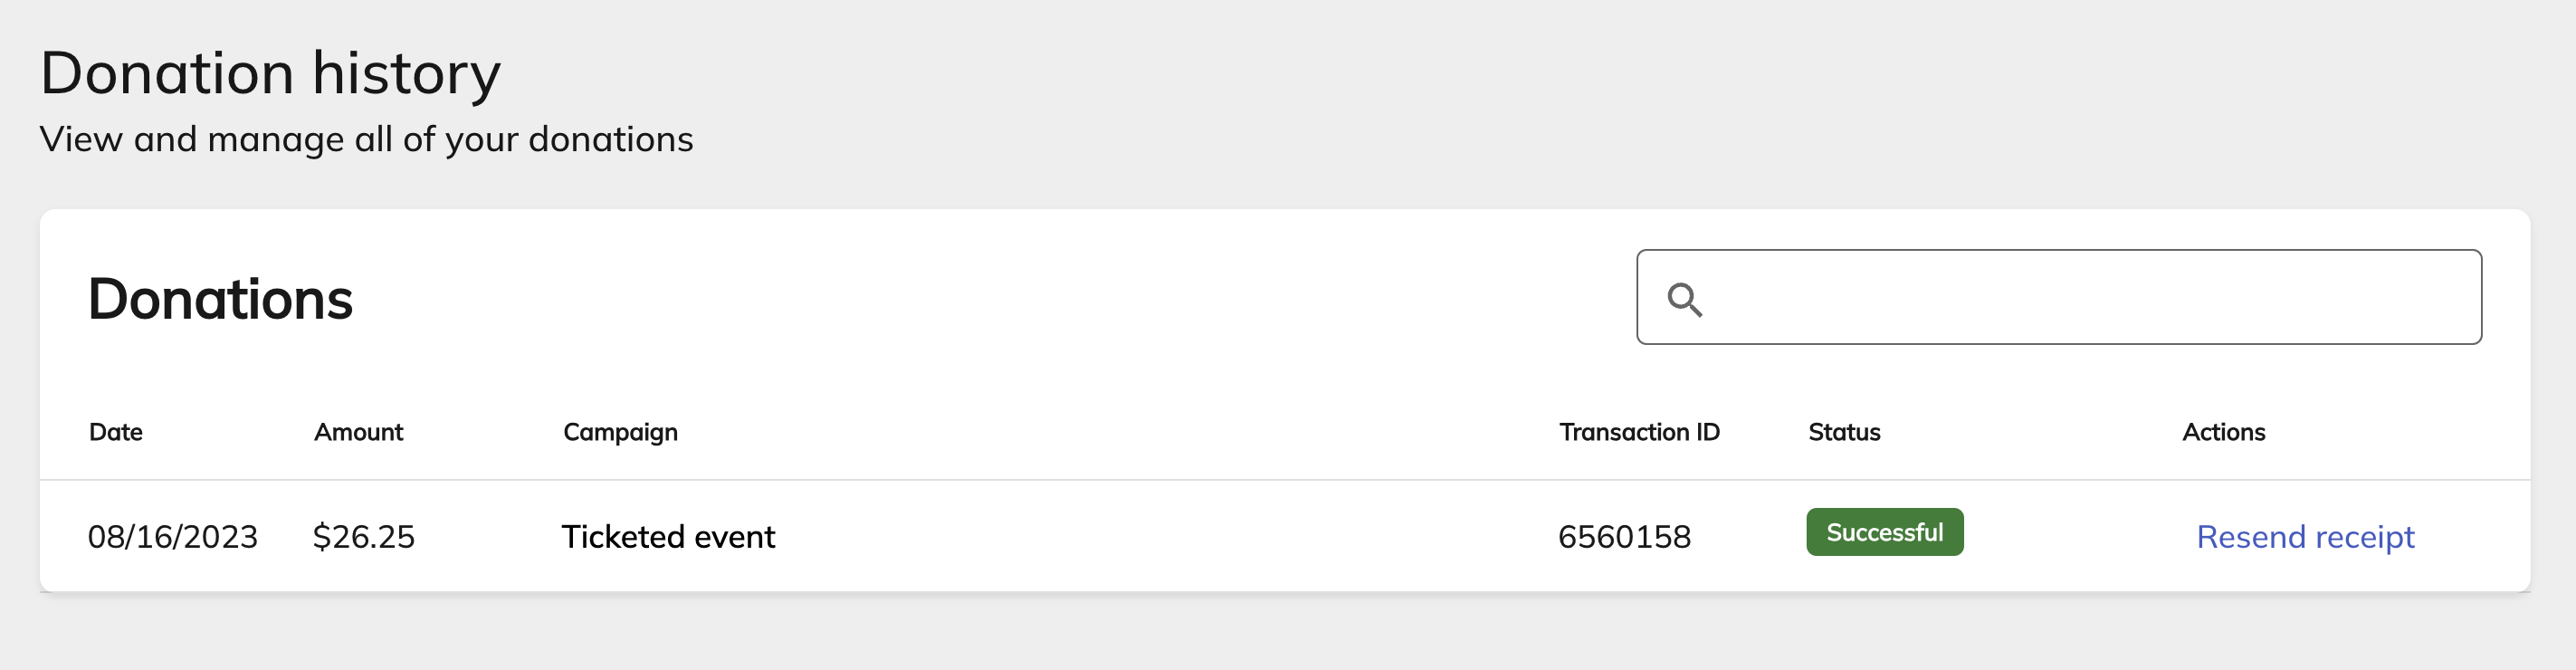 Donation history
View and manage all of your donations
Donations
Date Amount Campaign Transaction ID Status Actions
08/16/2023 $26.25 Ticketed event 6560158 Successful Resend receipt